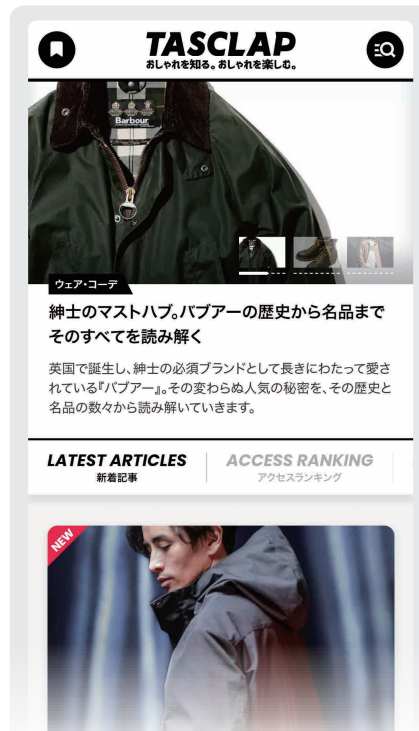 TASCLAP
おしゃれを知る。おしゃれを楽しむ。
Barbour
ウェア・コーデ
紳士のマストハブ。バブアーの歴史から名品まで
そのすべてを読み解く
英国で誕生し、紳士の必須ブランドとして長きにわたって愛さ
れている『バブアー』。その変わらぬ人気の秘密を、その歴史と
名品の数々から読み解いていきます。
LATEST ARTICLES
新着記事
ACCESS RANKING
アクセスランキング
NEW